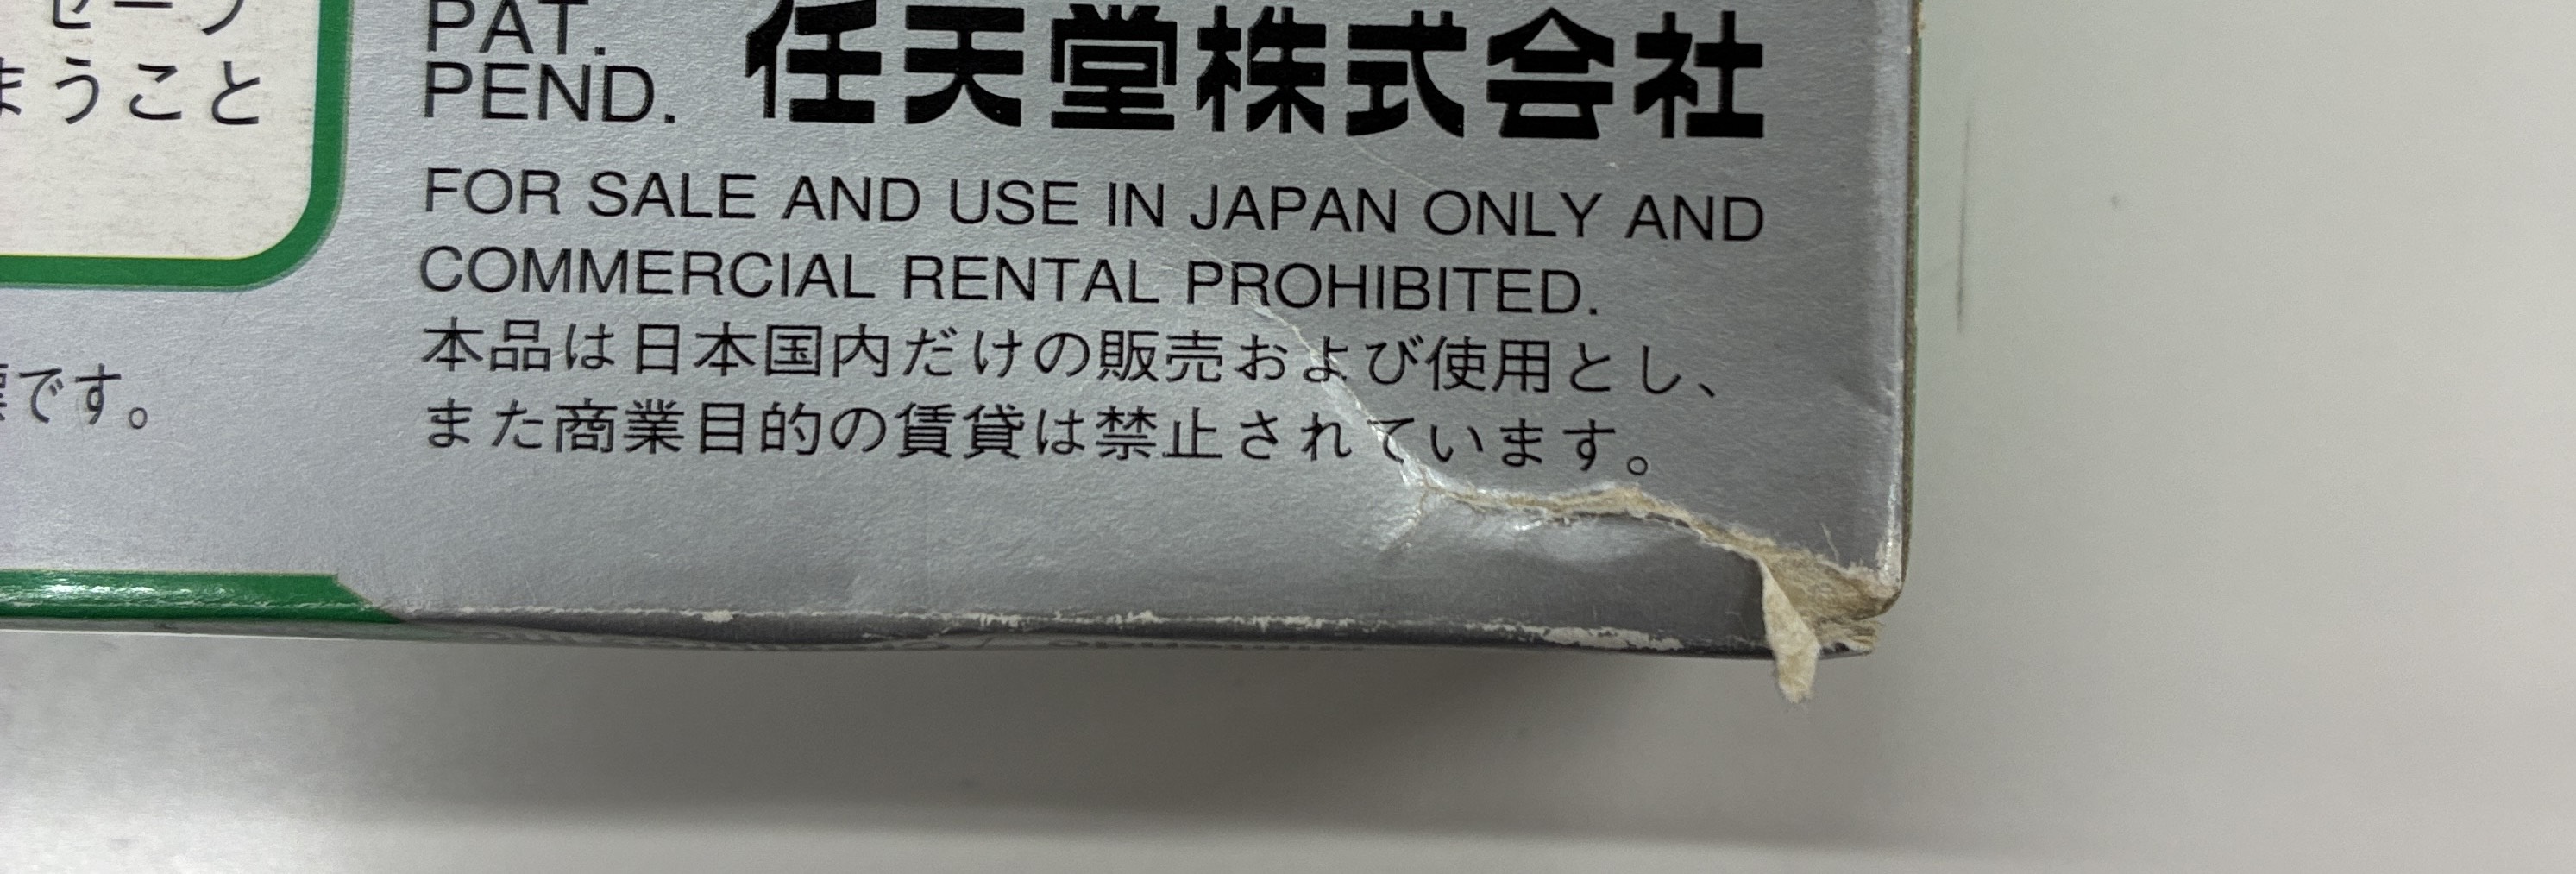 セーブ
まうこと
標です。
PAT.
PEND.
任天堂株式会社
FOR SALE AND USE IN JAPAN ONLY AND
COMMERCIAL RENTAL PROHIBITED.
本品は日本国内だけの販売および使用とし、
また商業目的の賃貸は禁止されています。